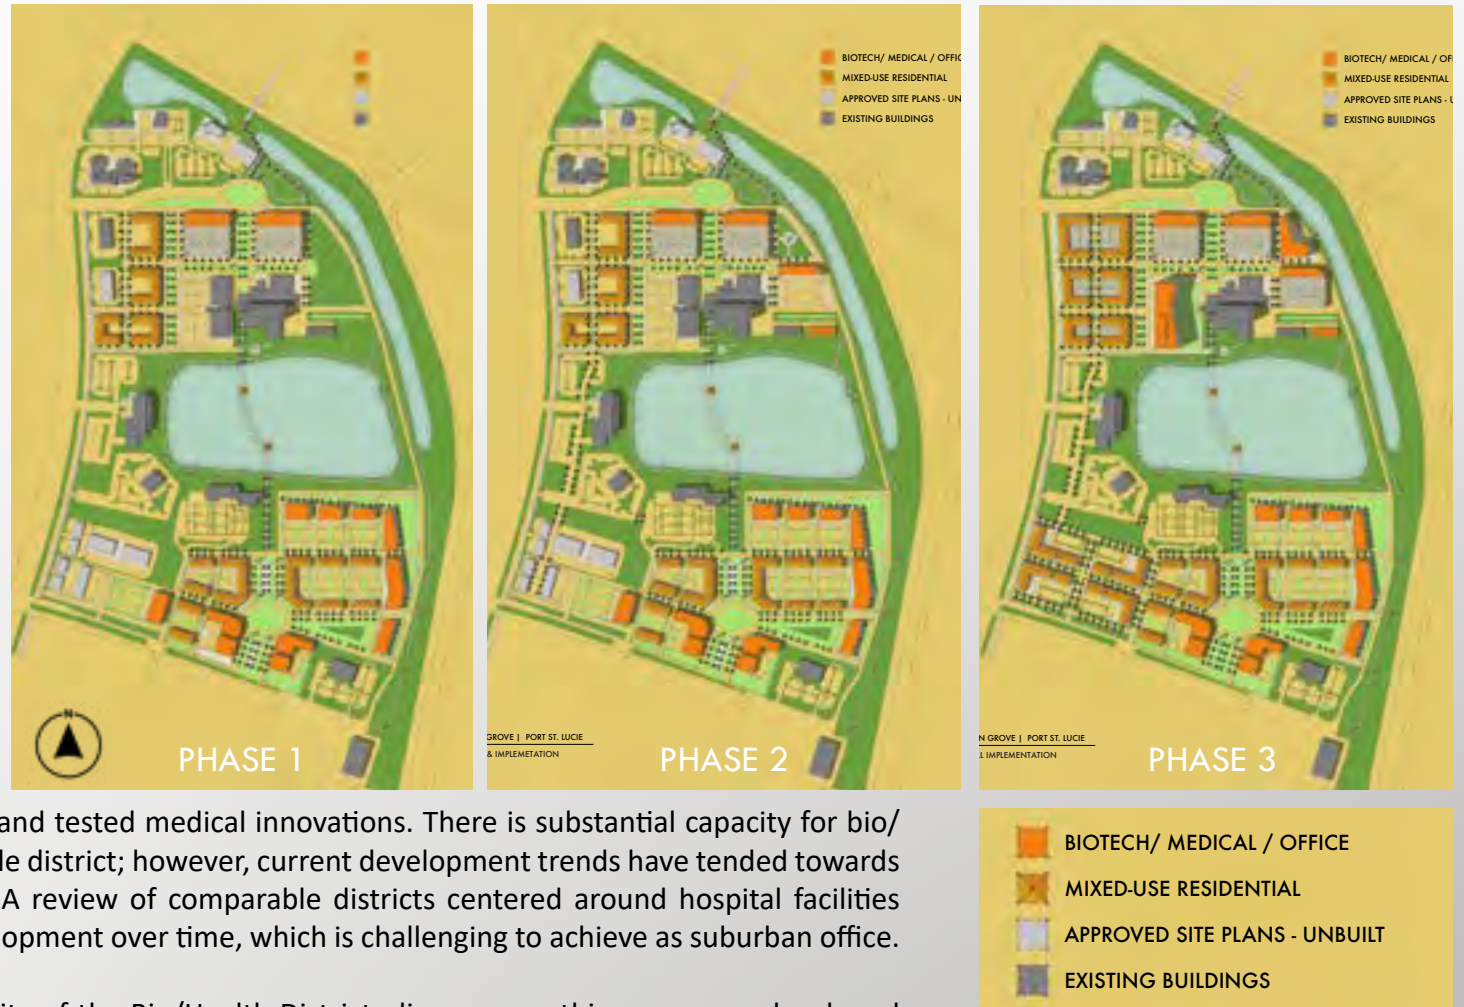 BIOTECH/ MEDICAL / OFFIC
MIXED-USE RESIDENTIAL
APPROVED SITE PLANS - UN
EXISTING BUILDINGS
BIOTECH/ MEDICAL / OF
MIXED-USE RESIDENTIAL
APPROVED SITE PLANS - U
EXISTING BUILDINGS
N
PHASE 1
GROVE | PORT ST. LUCIE
& IMPLEMETATION
PHASE 2
N GROVE | PORT ST. LUCIE
L IMPLEMENTATION
PHASE 3
and tested medical innovations. There is substantial capacity for bio/
le district; however, current development trends have tended towards
A review of comparable districts centered around hospital facilities
opment over time, which is challenging to achieve as suburban office.
BIOTECH/ MEDICAL / OFFICE
MIXED-USE RESIDENTIAL
APPROVED SITE PLANS - UNBUILT
EXISTING BUILDINGS